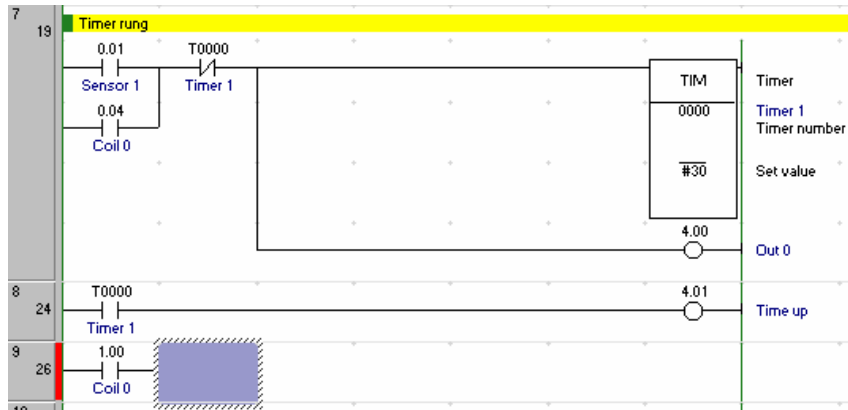 7
19
Timer rung
0.01 T0000
Sensor 1 Timer 1
TIM Timer
0.04
Coil 0
0000 Timer 1
Timer number
#30 Set value
4.00
Out 0
8
24
T0000 4.01
Timer 1 Time up
9
26
1.00
Coil 0